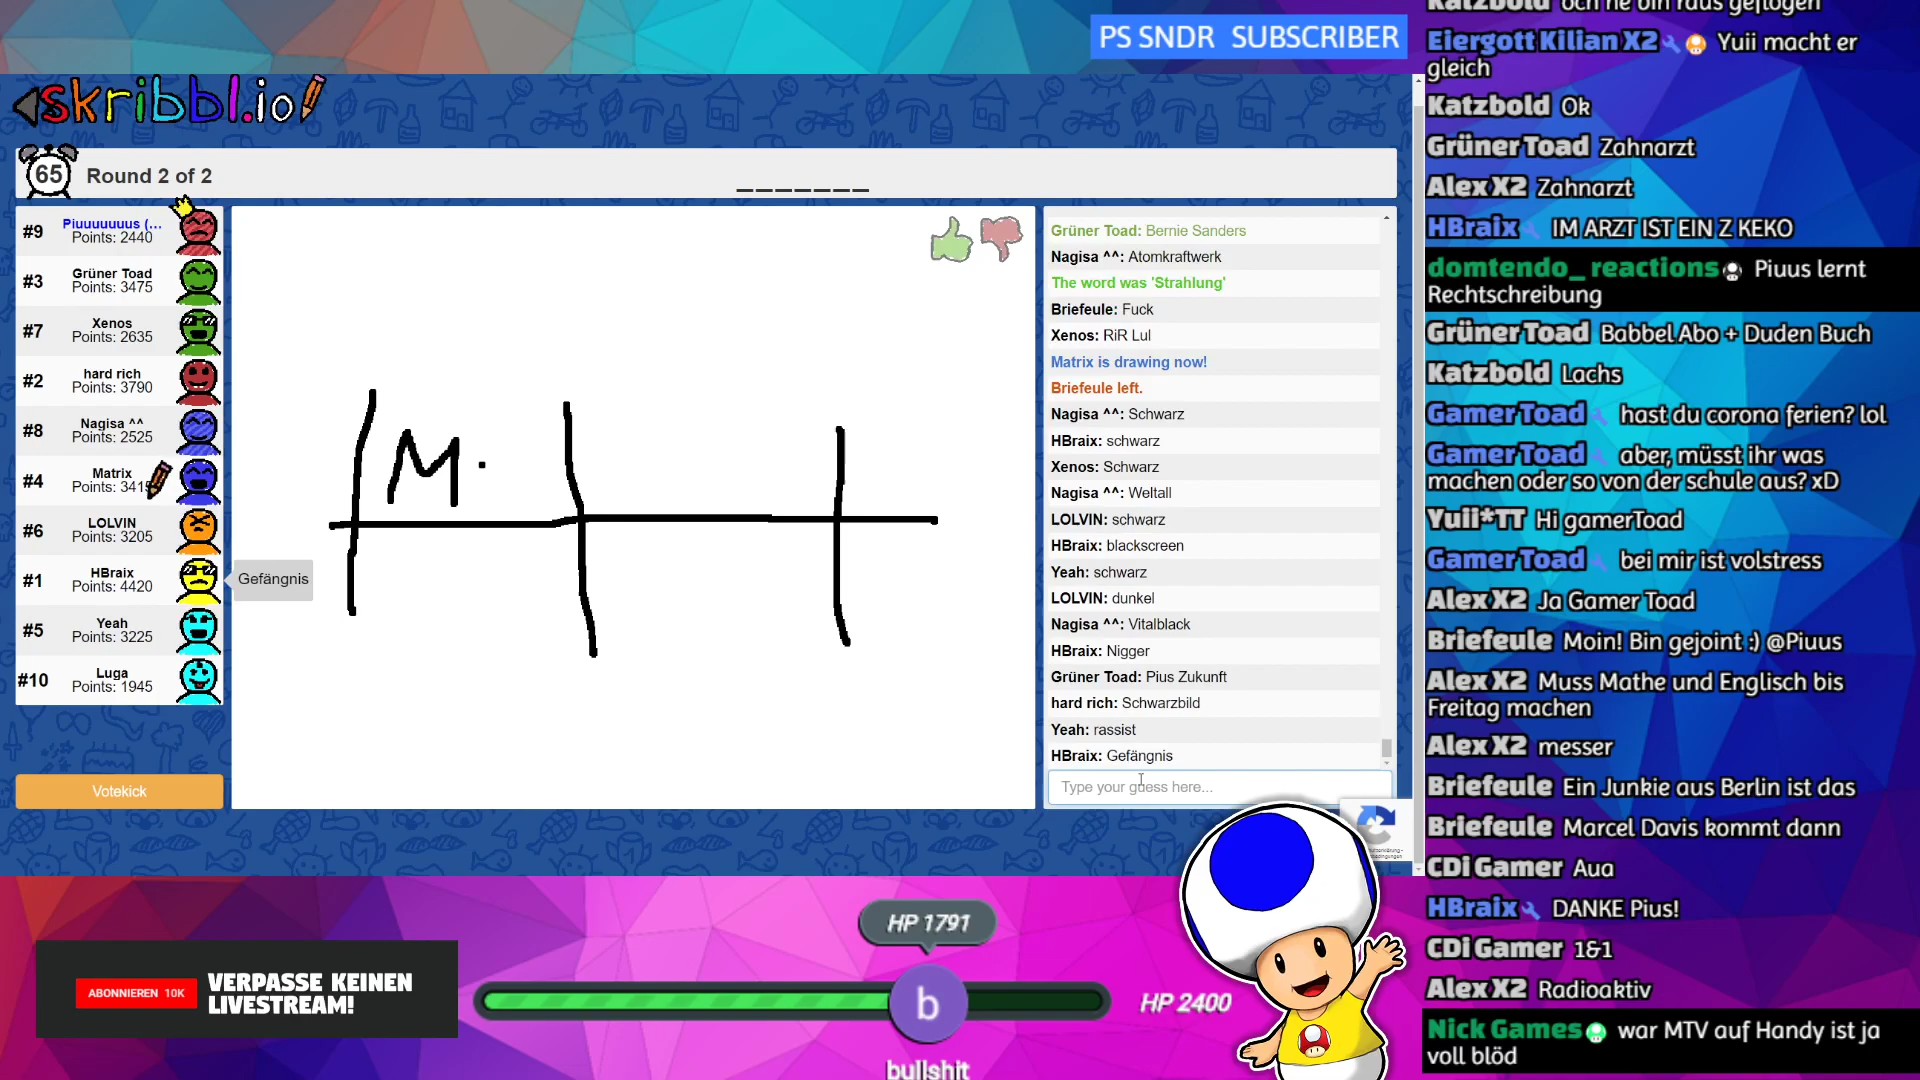 PS SNDR SUBSCRIBER
skribbl.io
65 Round 2 of 2
_ _ _ _ _ _ _
#9 Piuuuuuuus (...
Points: 2440
#3 Grüner Toad
Points: 3475
#7 Xenos
Points: 2635
#2 hard rich
Points: 3790
#8 Nagisa ^^
Points: 2525
#4 Matrix
Points: 3415
#6 LOLVIN
Points: 3205
#1 HBraix
Points: 4420
Gefängnis
#5 Yeah
Points: 3225
#10 Luga
Points: 1945
Votekick
M.
Grüner Toad: Bernie Sanders
Nagisa ^^: Atomkraftwerk
The word was 'Strahlung'
Briefeule: Fuck
Xenos: RiR Lul
Matrix is drawing now!
Briefeule left.
Nagisa ^^: Schwarz
HBraix: schwarz
Xenos: Schwarz
Nagisa ^^: Weltall
LOLVIN: schwarz
HBraix: blackscreen
Yeah: schwarz
LOLVIN: dunkel
Nagisa ^^: Vitalblack
HBraix: Nigger
Grüner Toad: Pius Zukunft
hard rich: Schwarzbild
Yeah: rassist
HBraix: Gefängnis
Type your guess here...
Katzbold och ne bin raus geflogen
Eiergott Kilian X2 Yuii macht er
gleich
Katzbold Ok
Grüner Toad Zahnarzt
Alex X2 Zahnarzt
HBraix IM ARZT IST EIN Z KEKO
domtendo_reactions Piuus lernt
Rechtschreibung
Grüner Toad Babbel Abo + Duden Buch
Katzbold Lachs
Gamer Toad hast du corona ferien? lol
Gamer Toad aber, müsst ihr was
machen oder so von der schule aus? xD
Yuii*TT Hi gamerToad
Gamer Toad bei mir ist volstress
Alex X2 Ja Gamer Toad
Briefeule Moin! Bin gejoint :) @Piuus
Alex X2 Muss Mathe und Englisch bis
Freitag machen
Alex X2 messer
Briefeule Ein Junkie aus Berlin ist das
Briefeule Marcel Davis kommt dann
CDi Gamer Aua
HBraix DANKE Pius!
CDi Gamer 1&1
Alex X2 Radioaktiv
Nick Games war MTV auf Handy ist ja
voll blöd
ABONNIEREN 10K
VERPASSE KEINEN
LIVESTREAM!
HP 1791
b
HP 2400
bullshit